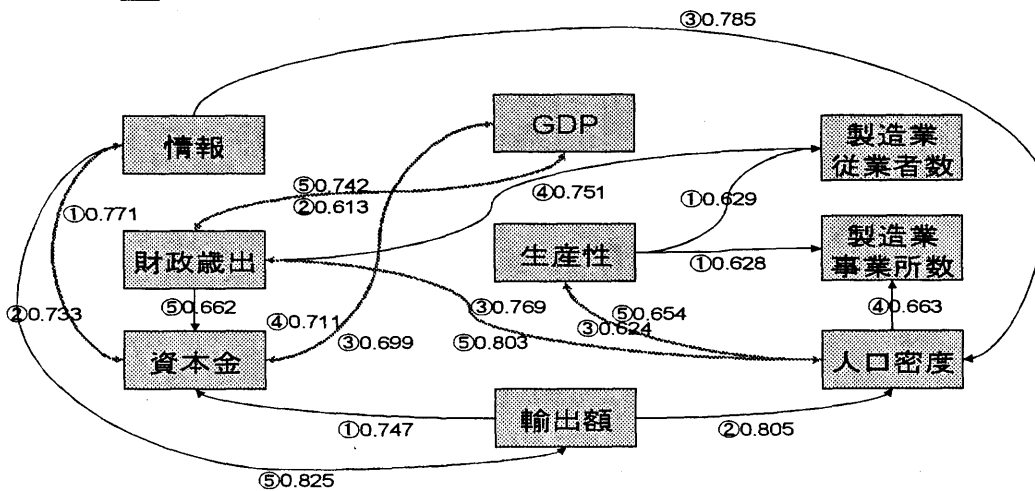 ③0.785
情報
GDP
製造業
従業者数
⑤0.742
②0.613
④0.751
①0.771
①0.629
財政歳出
生産性
製造業
事業所数
①0.628
②0.733
⑤0.662
④0.711
③0.699
③0.769
⑤0.803
⑤0.654
③0.624
④0.663
資本金
人口密度
輸出額
①0.747
②0.805
⑤0.825